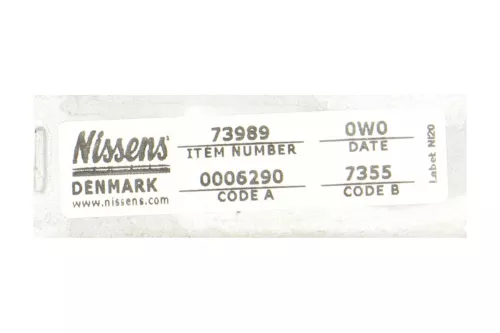 Nissens
DENMARK
www.nissens.com
73989
ITEM NUMBER
0W0
DATE
0006290
CODE A
7355
CODE B
Label: NI20